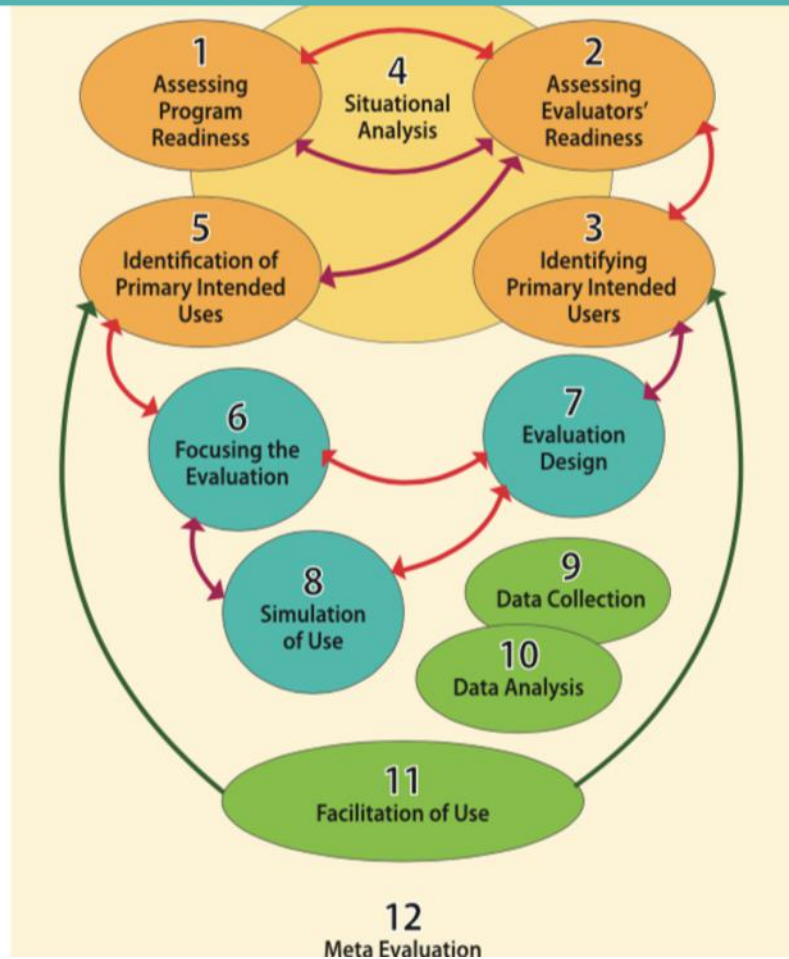 1
Assessing
Program
Readiness
2
Assessing
Evaluators'
Readiness
4
Situational
Analysis
5
Identification of
Primary Intended
Uses
3
Identifying
Primary Intended
Users
6
Focusing the
Evaluation
7
Evaluation
Design
8
Simulation
of Use
9
Data Collection
10
Data Analysis
11
Facilitation of Use
12
Meta Evaluation